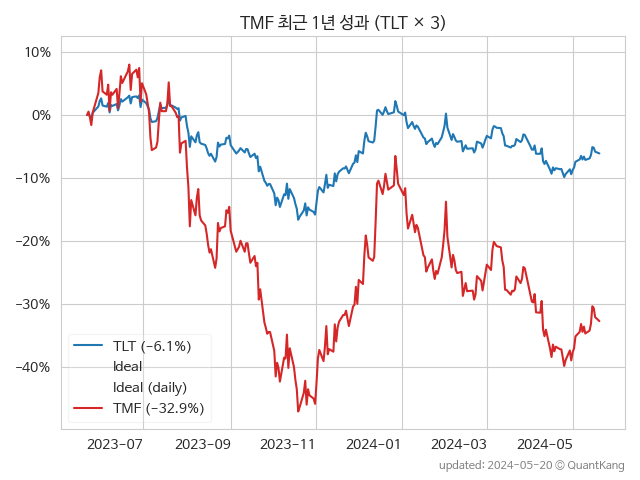 TMF 최근 1년 성과 (TLT × 3)
10%
0%
−10%
−20%
−30%
−40%
TLT (−6.1%)
Ideal
Ideal (daily)
TMF (−32.9%)
2023-07
2023-09
2023-11
2024-01
2024-03
2024-05
updated: 2024-05-20 © QuantKang